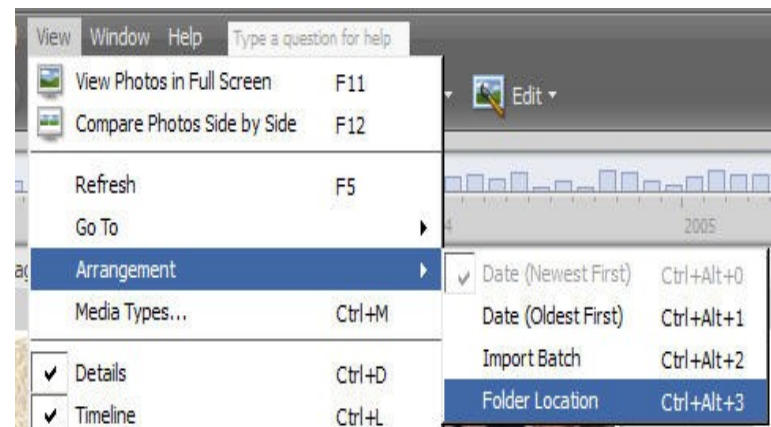 View Window Help Type a question for help
View Photos in Full Screen F11
Compare Photos Side by Side F12
Edit
Refresh F5
Go To
2005
Arrangement
Media Types... Ctrl+M
Details Ctrl+D
Timeline Ctrl+L
Date (Newest First) Ctrl+Alt+0
Date (Oldest First) Ctrl+Alt+1
Import Batch Ctrl+Alt+2
Folder Location Ctrl+Alt+3